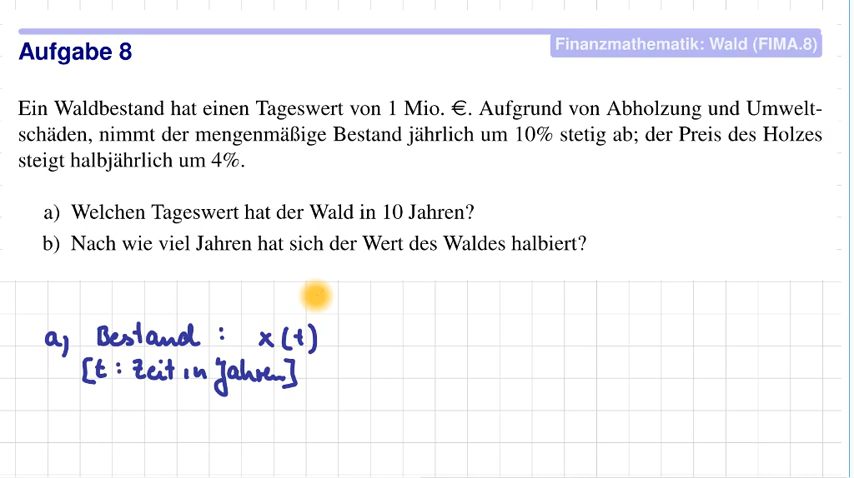 Aufgabe 8
Finanzmathematik: Wald (FIMA.8)
Ein Waldbestand hat einen Tageswert von 1 Mio. €. Aufgrund von Abholzung und Umwelt-
schäden, nimmt der mengenmäßige Bestand jährlich um 10% stetig ab; der Preis des Holzes
steigt halbjährlich um 4%.
a) Welchen Tageswert hat der Wald in 10 Jahren?
b) Nach wie viel Jahren hat sich der Wert des Waldes halbiert?
a) Bestand : x(t)
[t : Zeit in Jahren]